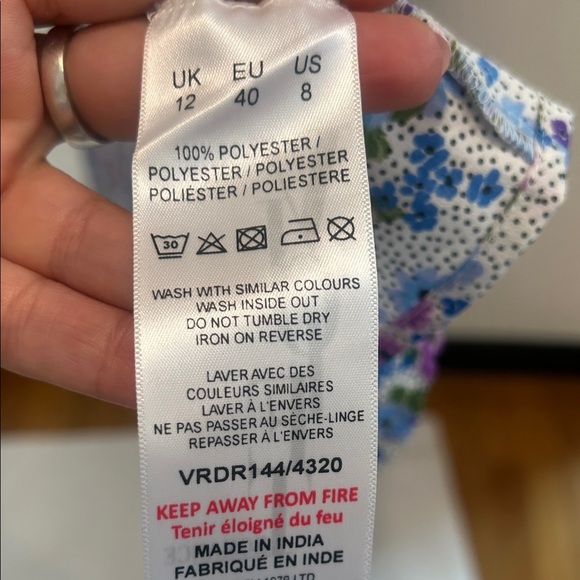 UK EU US
12 40 8
100% POLYESTER /
POLYESTER / POLYESTER
POLIÉSTER / POLIESTERE
30
WASH WITH SIMILAR COLOURS
WASH INSIDE OUT
DO NOT TUMBLE DRY
IRON ON REVERSE
LAVER AVEC DES
COULEURS SIMILAIRES
LAVER À L'ENVERS
NE PAS PASSER AU SÈCHE-LINGE
REPASSER À L'ENVERS
VRDR144/4320
KEEP AWAY FROM FIRE
Tenir éloigné du feu
MADE IN INDIA
FABRIQUÉ EN INDE
LTD